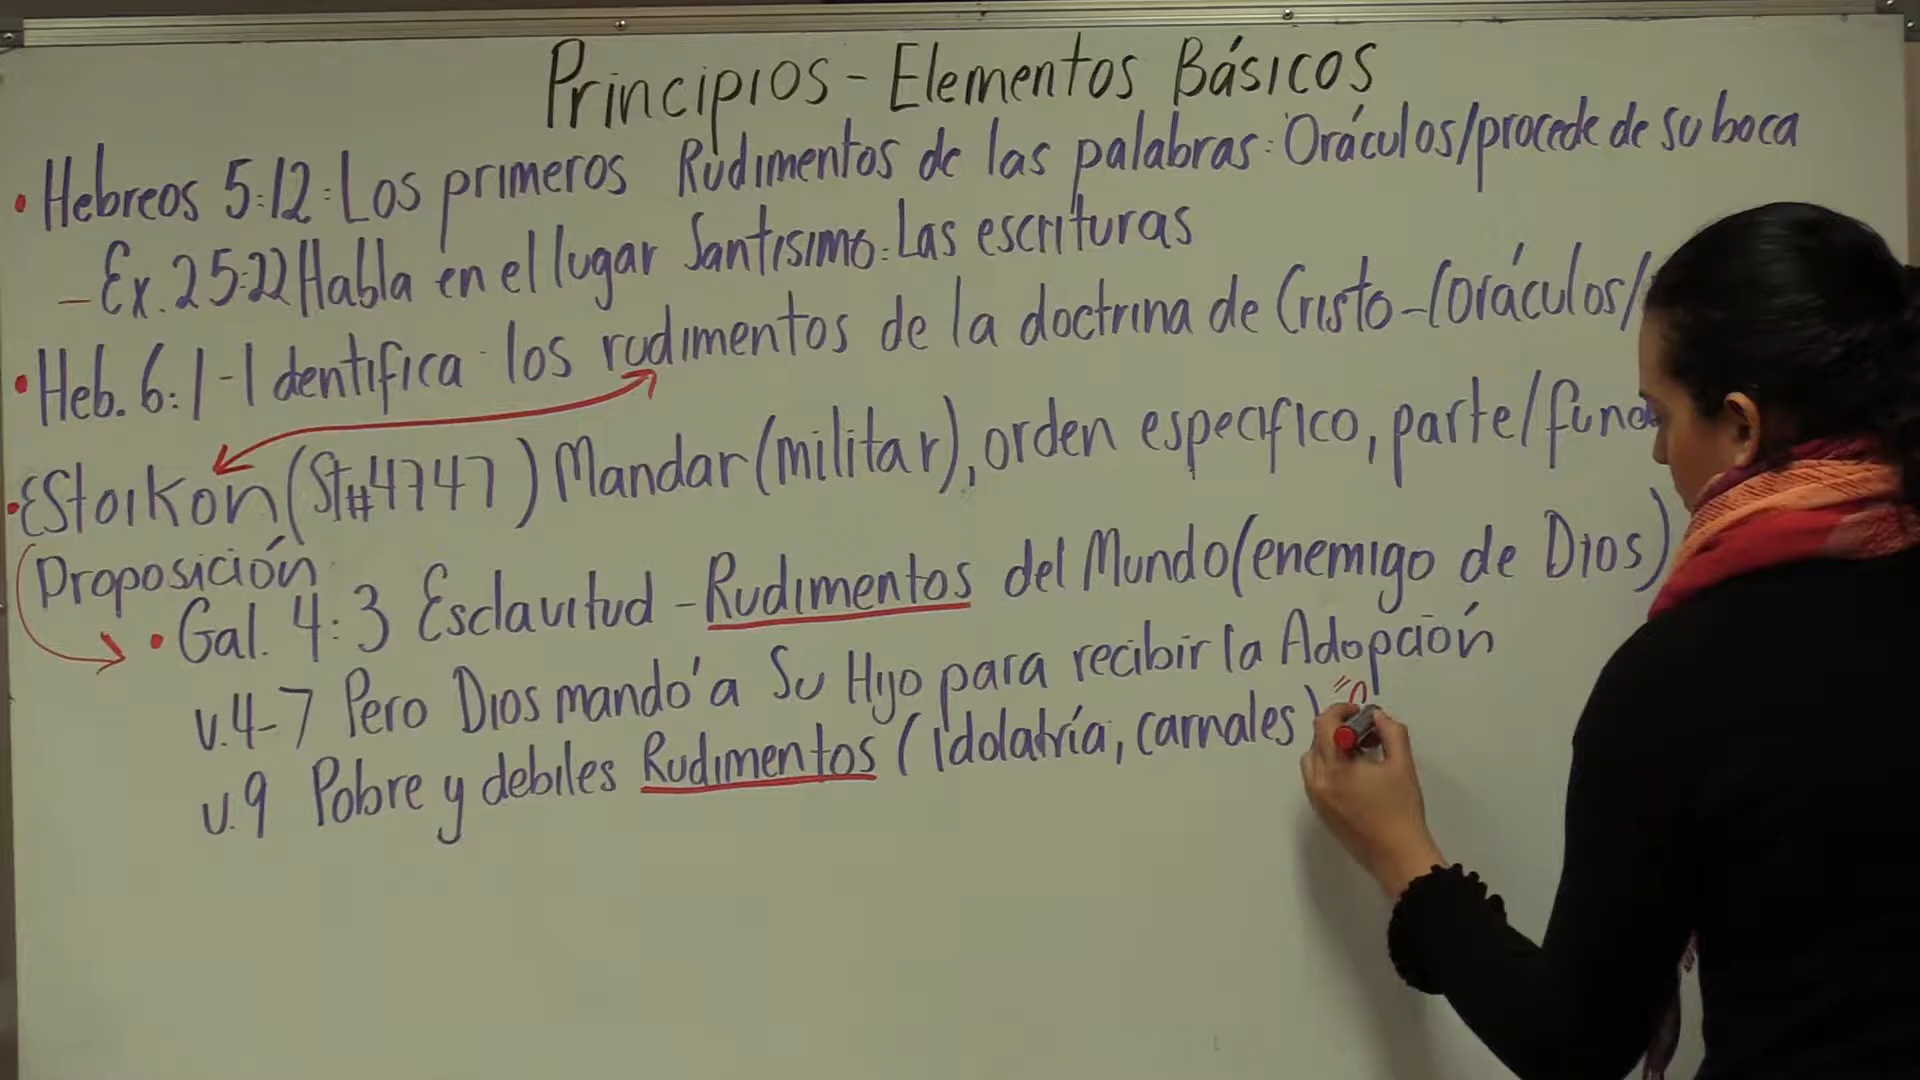 Principios - Elementos Básicos
• Hebreos 5:12: Los primeros Rudimentos de las palabras: Oráculos/procede de su boca
- Ex. 25:22 Habla en el lugar Santisimo: Las escrituras
• Heb. 6:1 - Identifica los rudimentos de la doctrina de Cristo - (oráculos/
• EStoikon (St#4747) Mandar (militar), orden especifico, parte/
Proposición
• Gal. 4:3 Esclavitud - Rudimentos del Mundo (enemigo de Dios)
v.4-7 Pero Dios mandó a Su Hijo para recibir la Adopción
v.9 Pobre y debiles Rudimentos (idolatría, carnales)